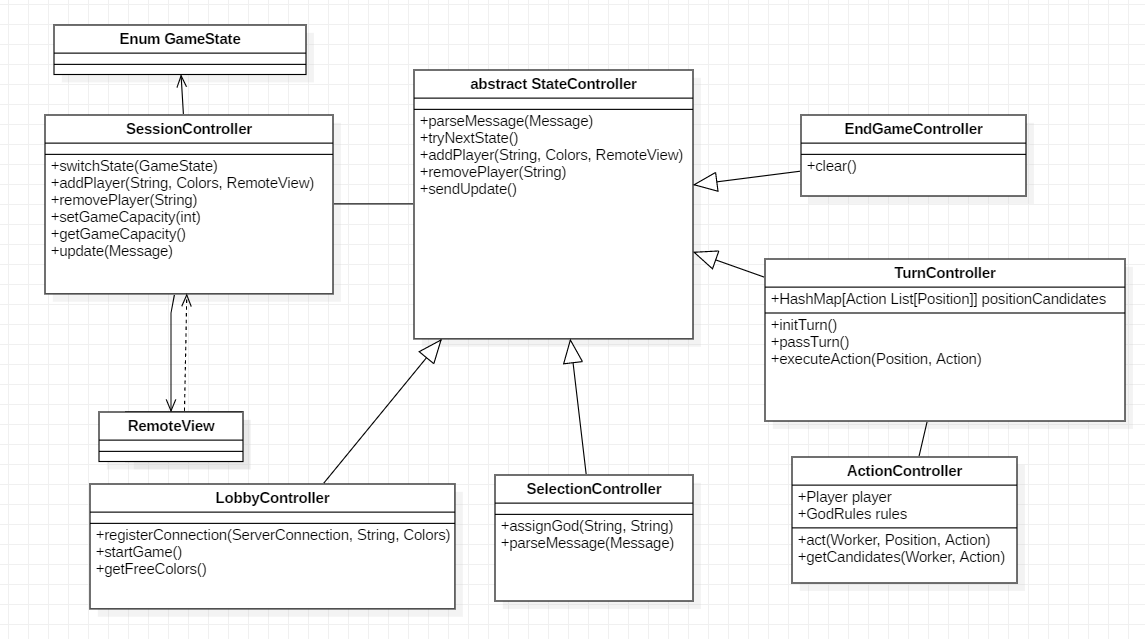 Enum GameState
SessionController
+switchState(GameState)
+addPlayer(String, Colors, RemoteView)
+removePlayer(String)
+setGameCapacity(int)
+getGameCapacity()
+update(Message)
abstract StateController
+parseMessage(Message)
+tryNextState()
+addPlayer(String, Colors, RemoteView)
+removePlayer(String)
+sendUpdate()
EndGameController
+clear()
TurnController
+HashMap[Action List[Position]] positionCandidates
+initTurn()
+passTurn()
+executeAction(Position, Action)
RemoteView
LobbyController
+registerConnection(ServerConnection, String, Colors)
+startGame()
+getFreeColors()
SelectionController
+assignGod(String, String)
+parseMessage(Message)
ActionController
+Player player
+GodRules rules
+act(Worker, Position, Action)
+getCandidates(Worker, Action)